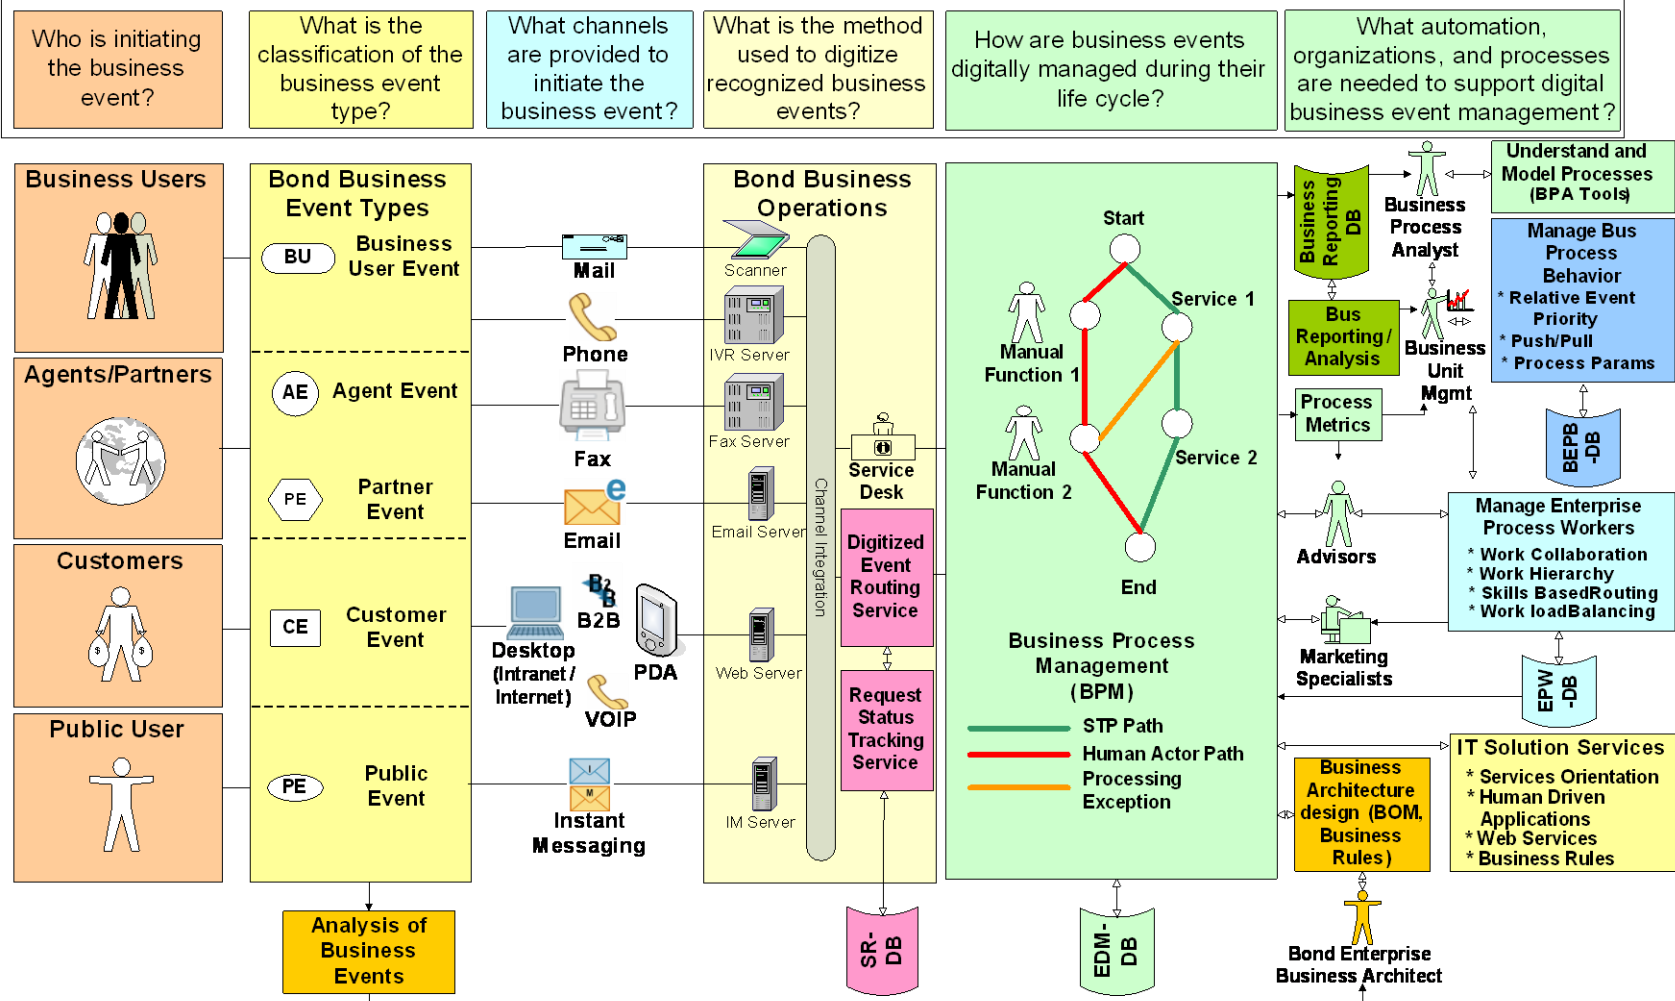 Who is initiating
the business
event?
What is the
classification of the
business event
type?
What channels
are provided to
initiate the
business event?
What is the method
used to digitize
recognized business
events?
How are business events
digitally managed during their
life cycle?
What automation,
organizations, and processes
are needed to support digital
business event management?
Business Users
Agents/Partners
Customers
$
$
Public User
Bond Business
Event Types
BU
Business
User Event
AE
Agent Event
PE
Partner
Event
CE
Customer
Event
PE
Public
Event
Analysis of
Business
Events
Mail
Phone
Fax
e
Email
Desktop
(Intranet /
Internet)
B2
B
B2B
PDA
VOIP
I
M
Instant
Messaging
Bond Business
Operations
Scanner
IVR Server
Fax Server
Email Server
Web Server
IM Server
Channel Integration
Service
Desk
Digitized
Event
Routing
Service
Request
Status
Tracking
Service
SR-
DB
Start
Service 1
Manual
Function 1
Manual
Function 2
Service 2
End
Business Process
Management
(BPM)
STP Path
Human Actor Path
Processing
Exception
EDM-
DB
Business
Reporting
DB
Business
Process
Analyst
Understand and
Model Processes
(BPA Tools)
Bus
Reporting /
Analysis
Business
Unit
Mgmt
Manage Bus
Process
Behavior
* Relative Event
Priority
* Push/Pull
* Process Params
Process
Metrics
BEPB
-DB
Advisors
Manage Enterprise
Process Workers
* Work Collaboration
* Work Hierarchy
* Skills BasedRouting
* Work loadBalancing
Marketing
Specialists
EPW
-DB
IT Solution Services
* Services Orientation
* Human Driven
Applications
* Web Services
* Business Rules
Business
Architecture
design (BOM,
Business
Rules)
Bond Enterprise
Business Architect